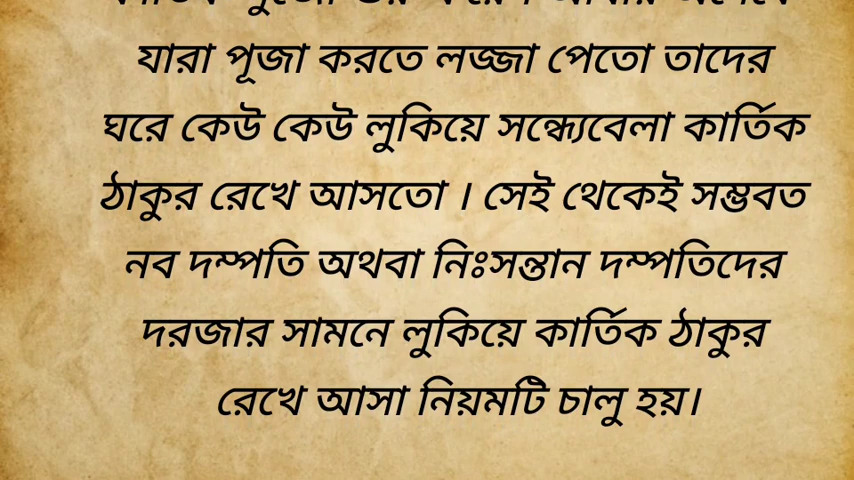 যারা পূজা করতে লজ্জা পেতো তাদের
ঘরে কেউ কেউ লুকিয়ে সন্ধ্যেবেলা কার্তিক
ঠাকুর রেখে আসতো । সেই থেকেই সম্ভবত
নব দম্পতি অথবা নিঃসন্তান দম্পতিদের
দরজার সামনে লুকিয়ে কার্তিক ঠাকুর
রেখে আসা নিয়মটি চালু হয়।